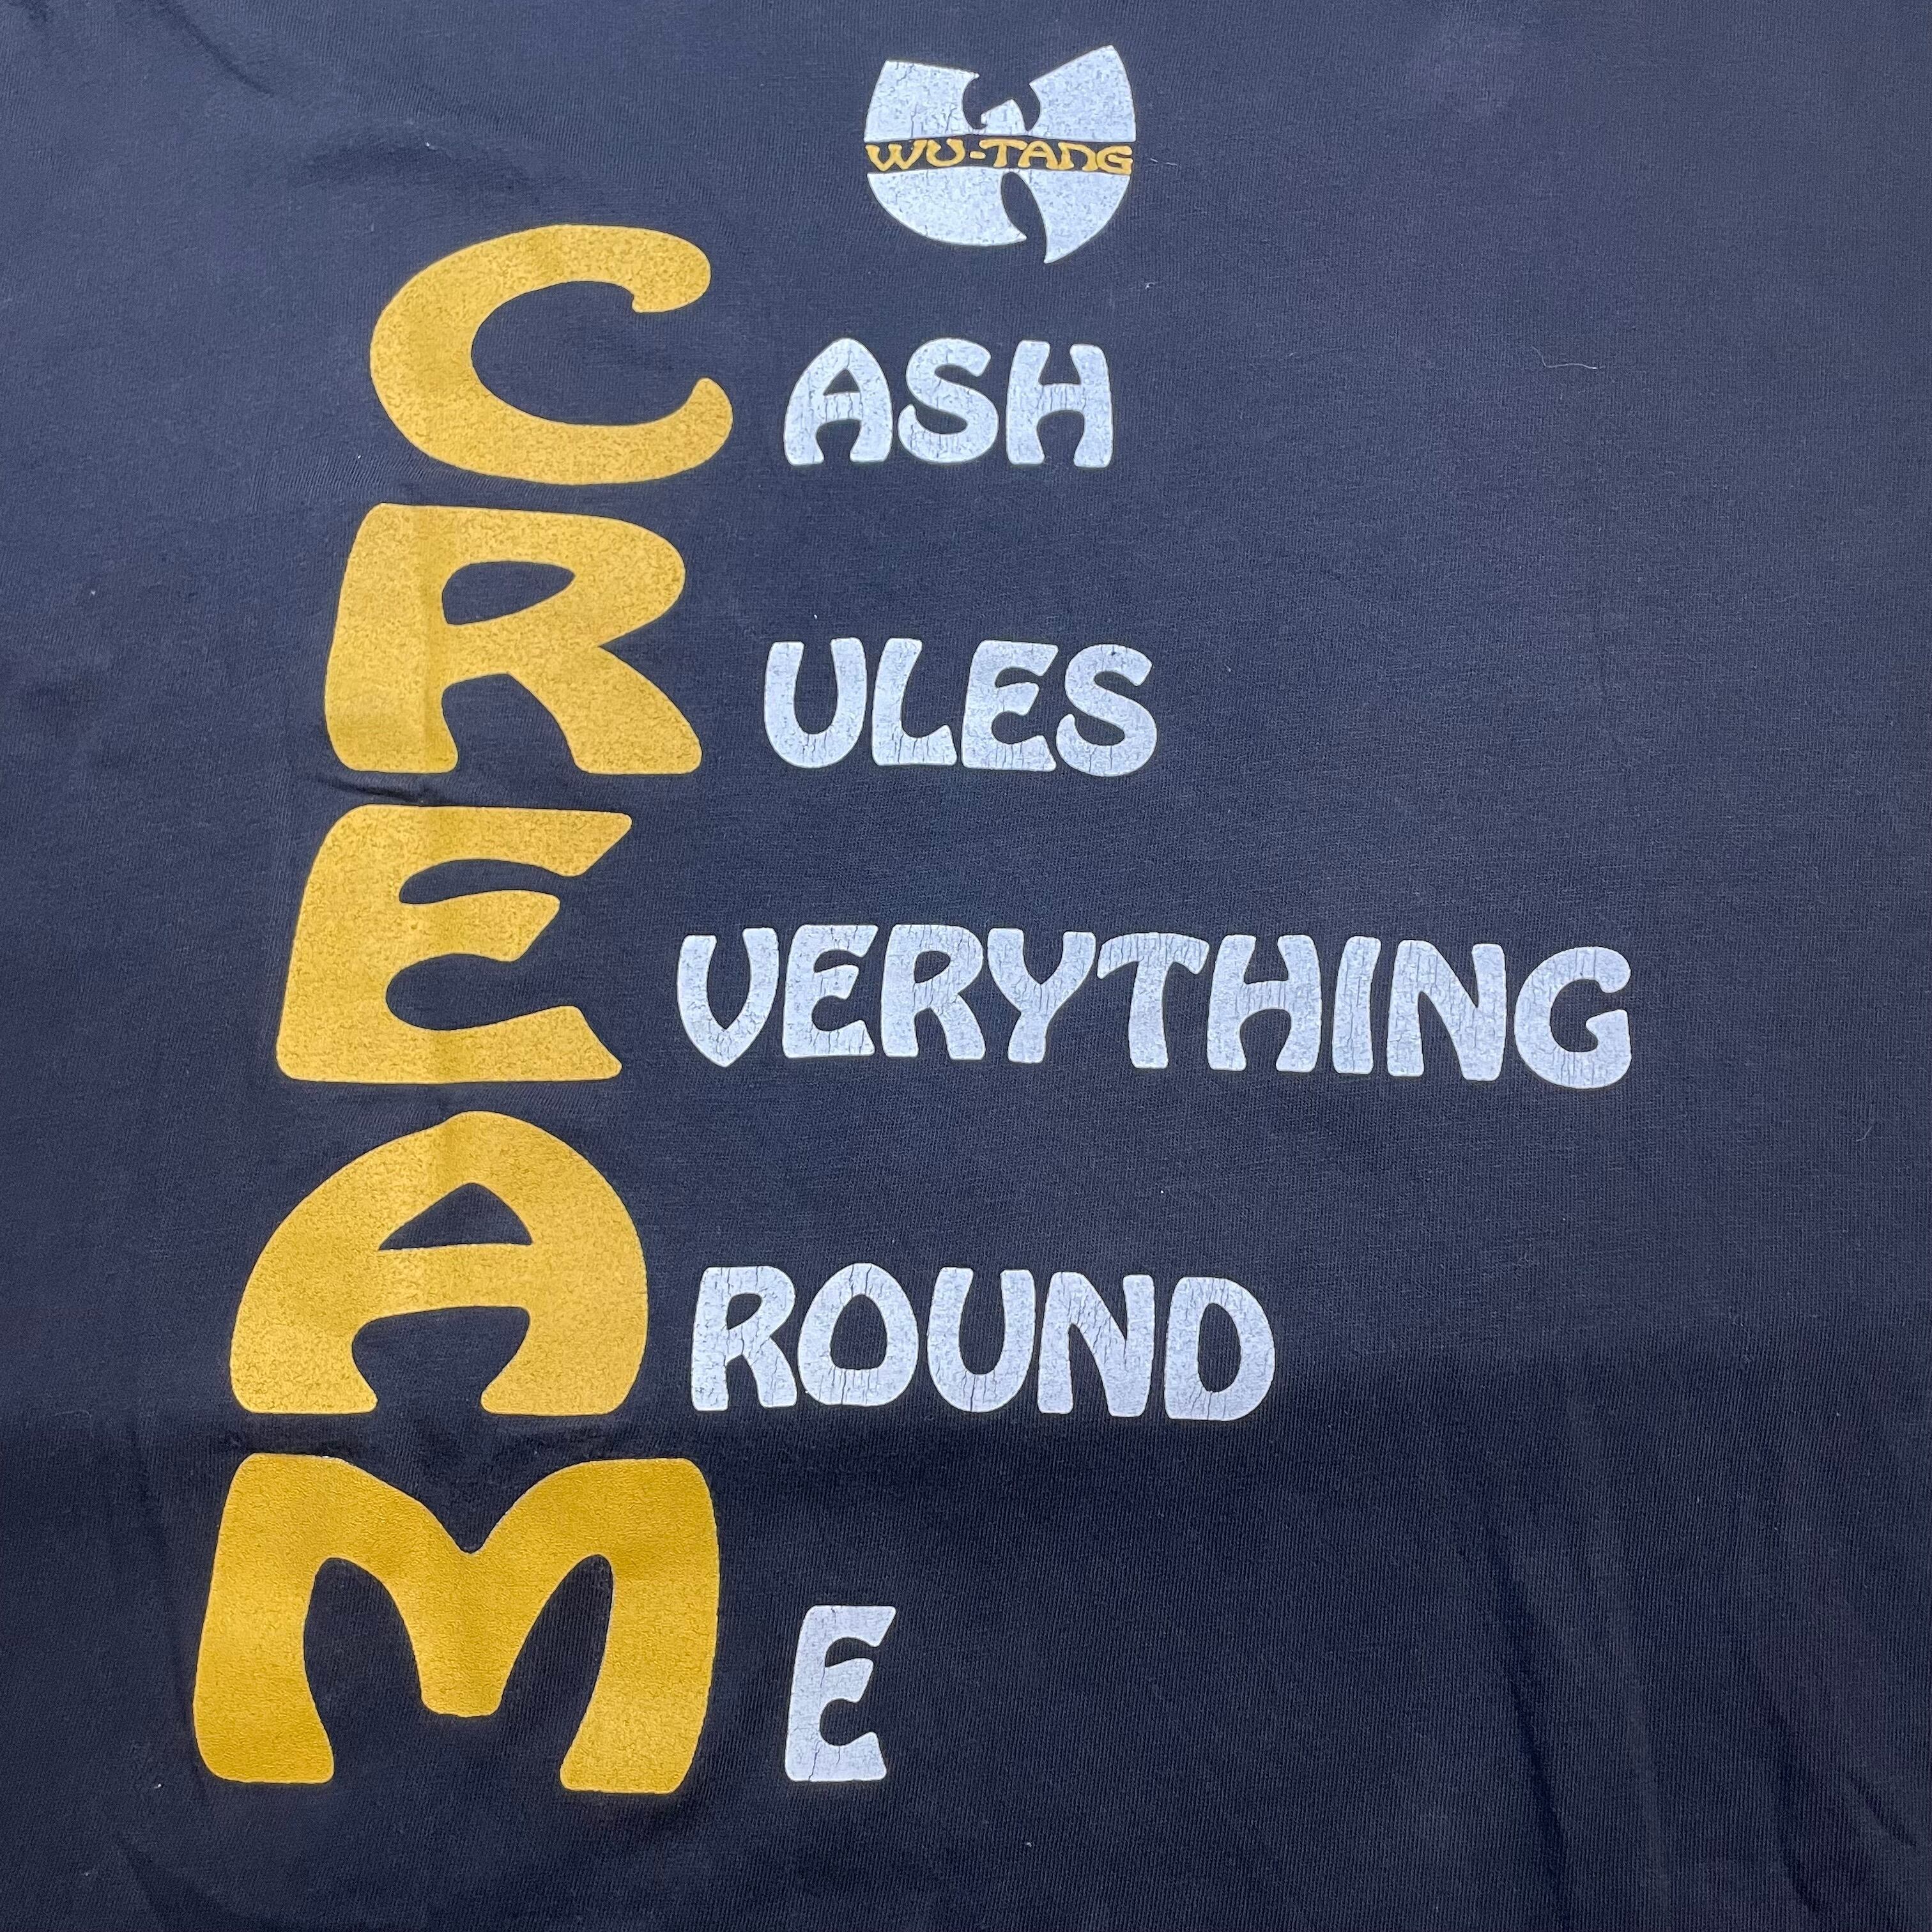 WU-TANG
CASH
RULES
EVERYTHING
AROUND
ME